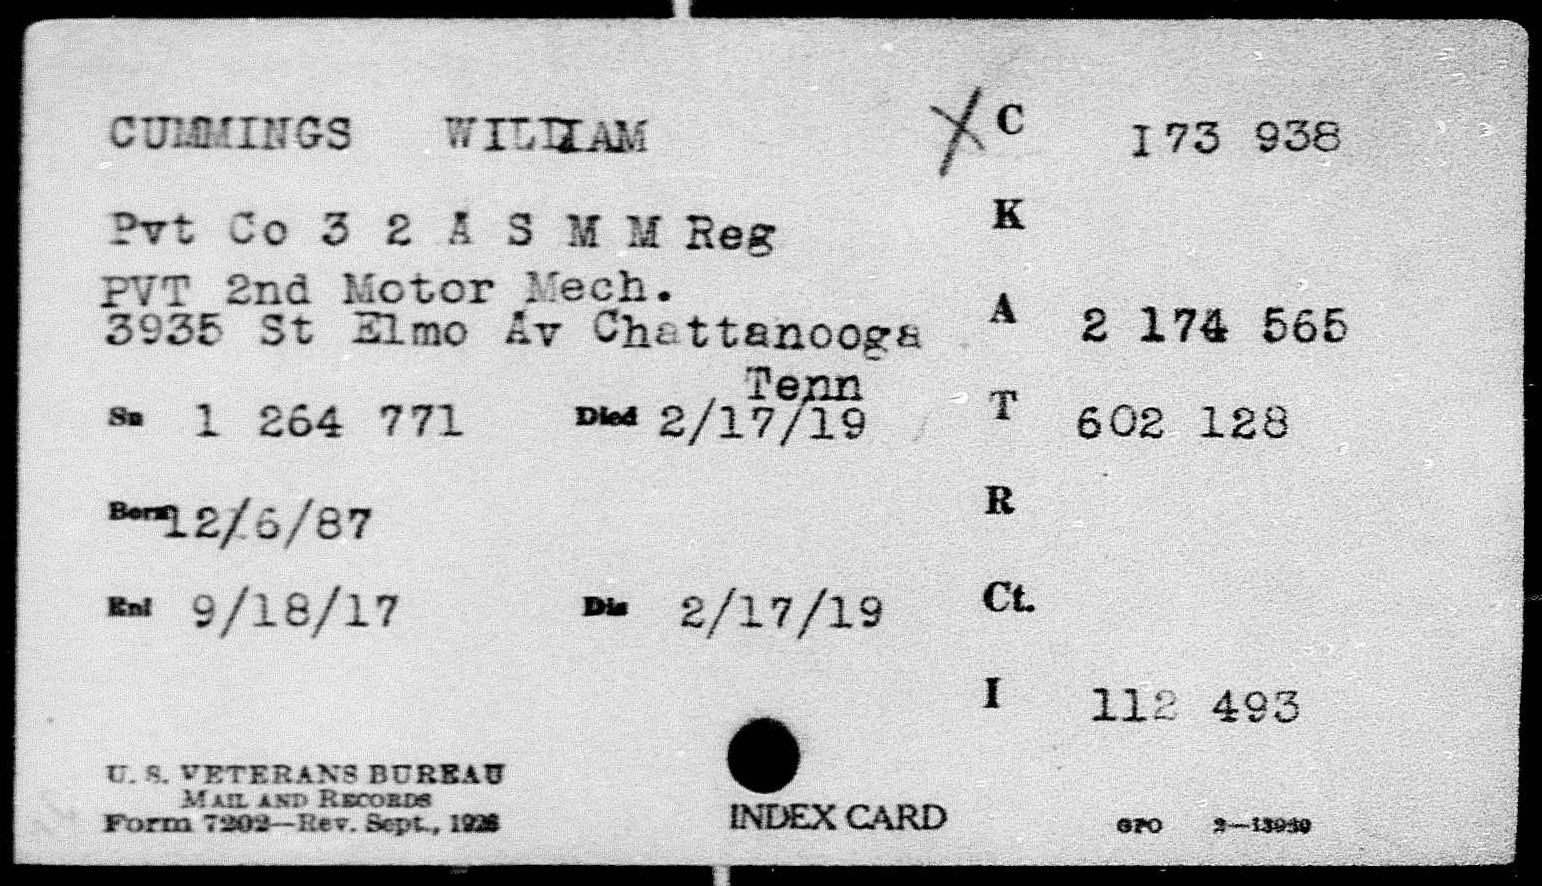 CUMMINGS WILLIAM XC 173 938
Pvt Co 3 2 A S M M Reg K
PVT 2nd Motor Mech.
3935 St Elmo Av Chattanooga A 2 174 565
Tenn
Sn 1 264 771 Died 2/17/19 T 602 128
Born 12/6/87 R
Enl 9/18/17 Dis 2/17/19 Ct.
I 112 493
U. S. VETERANS BUREAU
MAIL AND RECORDS
Form 7202—Rev. Sept., 1926
INDEX CARD
GPO